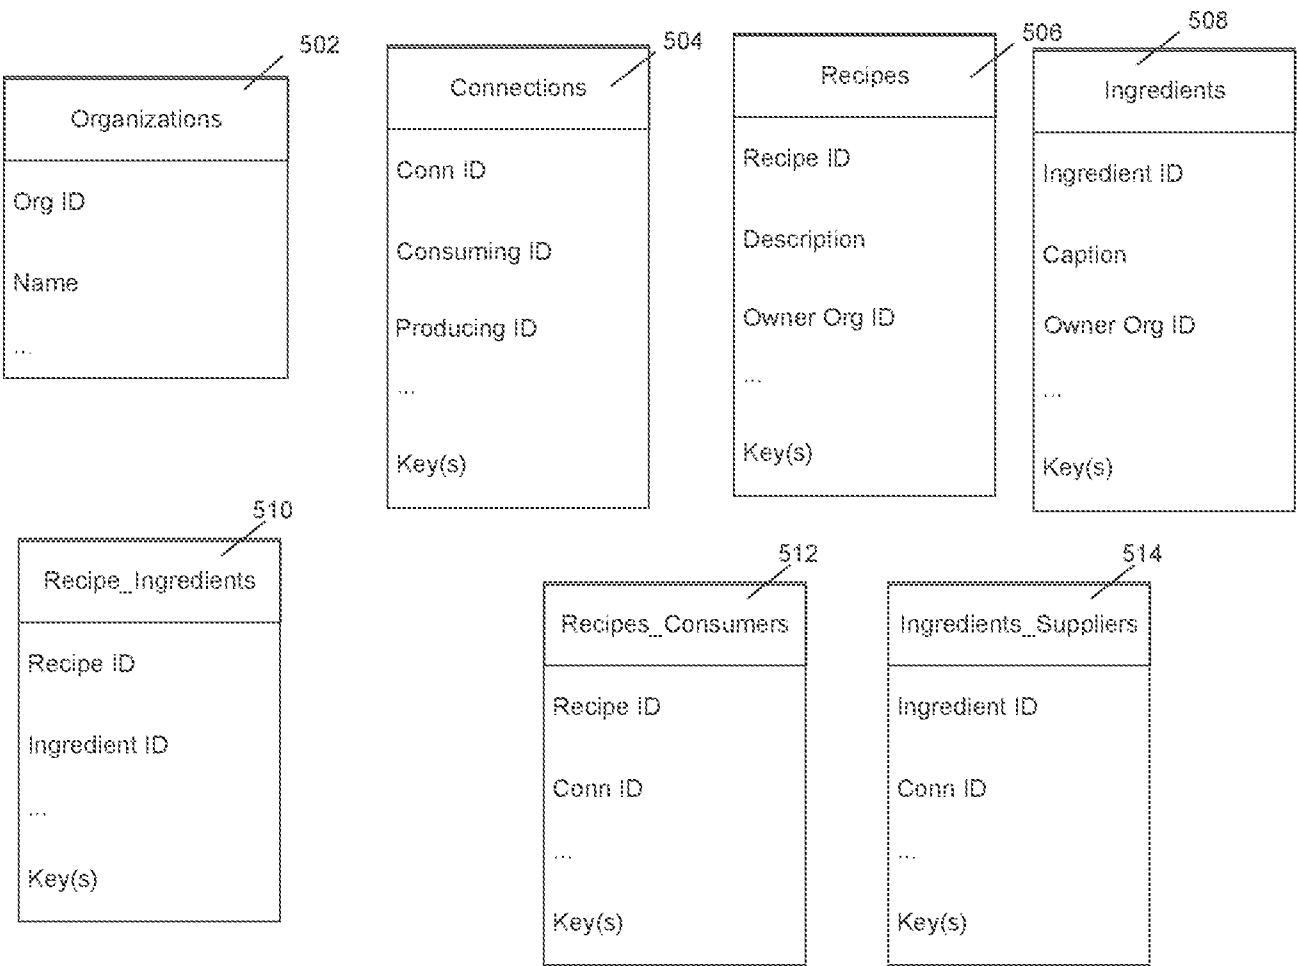 502
Organizations
Org ID
Name
...
504
Connections
Conn ID
Consuming ID
Producing ID
...
Key(s)
506
Recipes
Recipe ID
Description
Owner Org ID
...
Key(s)
508
Ingredients
Ingredient ID
Caption
Owner Org ID
...
Key(s)
510
Recipe_Ingredients
Recipe ID
Ingredient ID
...
Key(s)
512
Recipes_Consumers
Recipe ID
Conn ID
...
Key(s)
514
Ingredients_Suppliers
Ingredient ID
Conn ID
...
Key(s)